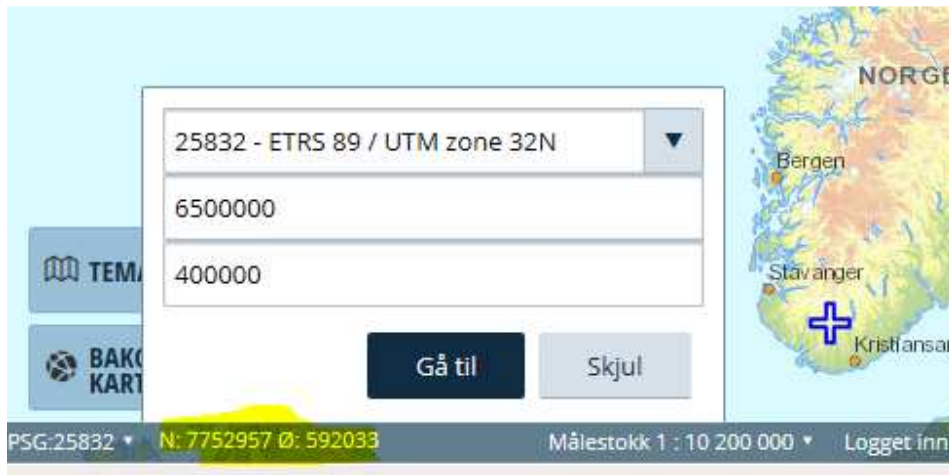 NORGE
25832 - ETRS 89 / UTM zone 32N
Bergen
6500000
TEMA
400000
Stavanger
BAKG
KART
Gå til
Skjul
Kristiansan
PSG:25832
N: 7752957 Ø: 592033
Målestokk 1 : 10 200 000
Logget inn